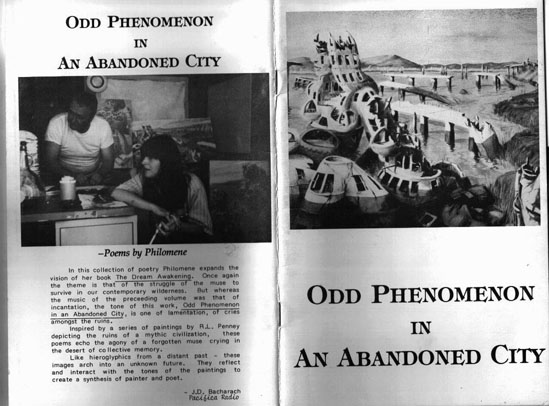 ODD PHENOMENON
IN
AN ABANDONED CITY
–Poems by Philomene
In this collection of poetry Philomene expands the
vision of her book The Dream Awakening. Once again
the theme is that of the struggle of the muse to
survive in our contemporary wilderness. But whereas
the music of the preceeding volume was that of
incantation, the tone of this work, Odd Phenomenon
in an Abandoned City, is one of lamentation, of cries
amongst the ruins.
Inspired by a series of paintings by R.L. Penney
depicting the ruins of a mythic civilization, these
poems echo the agony of a forgotten muse crying in
the desert of collective memory.
Like hieroglyphics from a distant past - these
images arch into an unknown future. They reflect
and interact with the tones of the paintings to
create a synthesis of painter and poet.
- J.D. Bacharach
Pacifica Radio
ODD PHENOMENON
IN
AN ABANDONED CITY